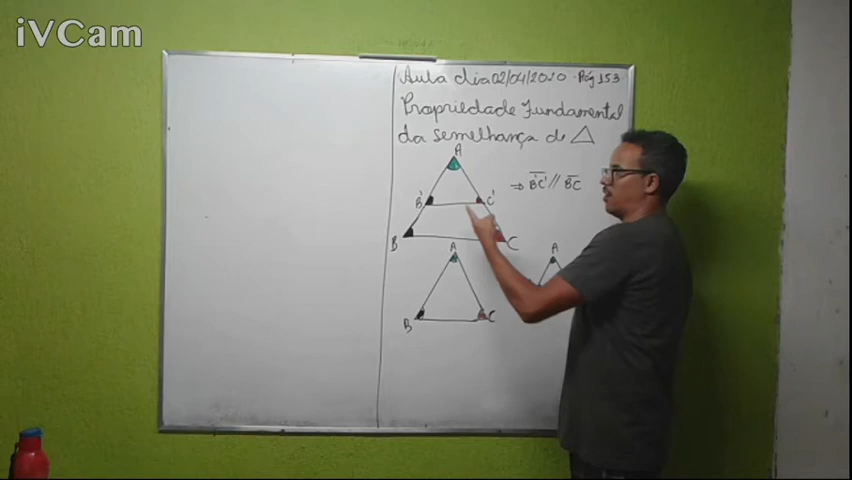 iVCam
Aula dia 02/04/2020 · Pág 153
Propriedade Fundamental
da semelhança de △
A
⇒ B'C' // BC
B' C'
B C
A A
B C